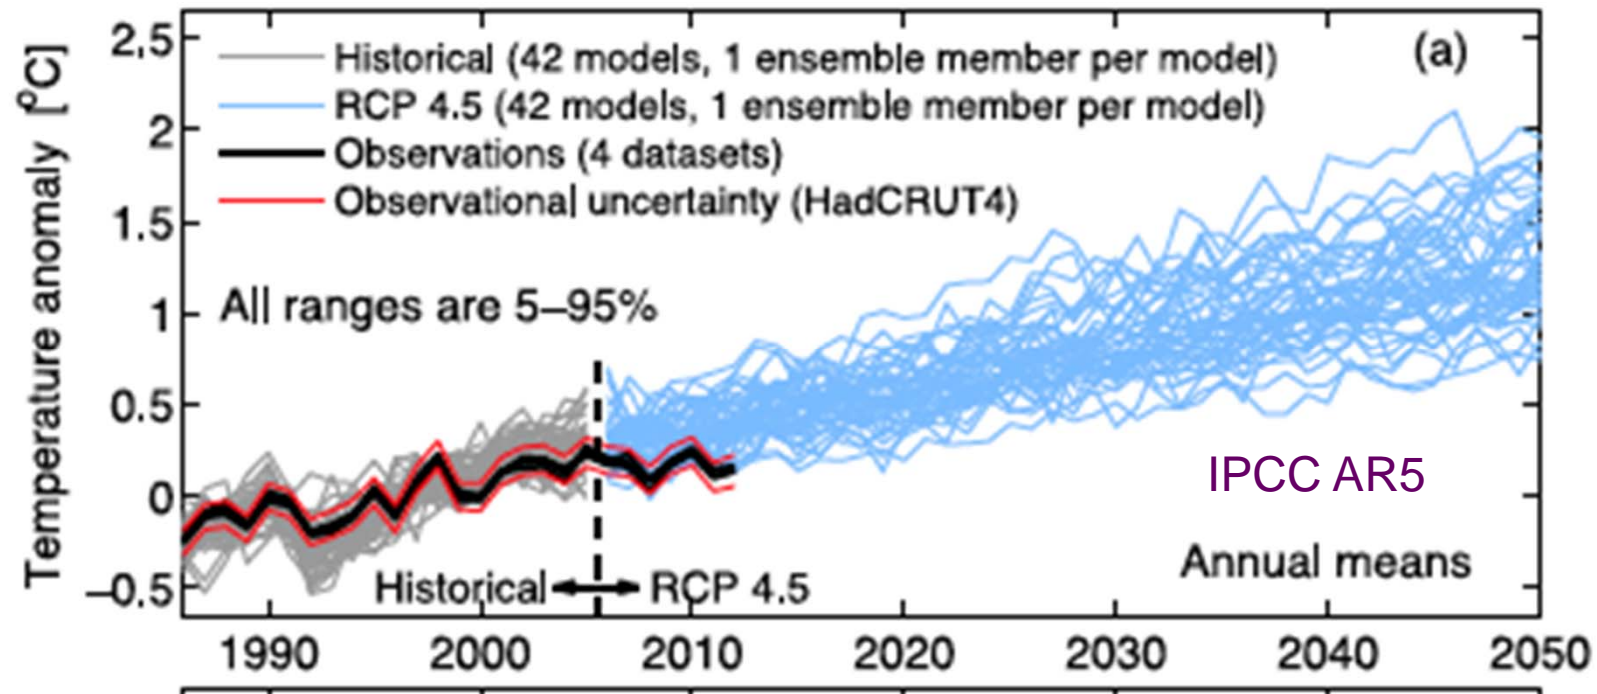 Temperature anomaly [ºC]
2.5
2
1.5
1
0.5
0
−0.5
(a)
Historical (42 models, 1 ensemble member per model)
RCP 4.5 (42 models, 1 ensemble member per model)
Observations (4 datasets)
Observational uncertainty (HadCRUT4)
All ranges are 5–95%
IPCC AR5
Annual means
Historical
RCP 4.5
1990 2000 2010 2020 2030 2040 2050